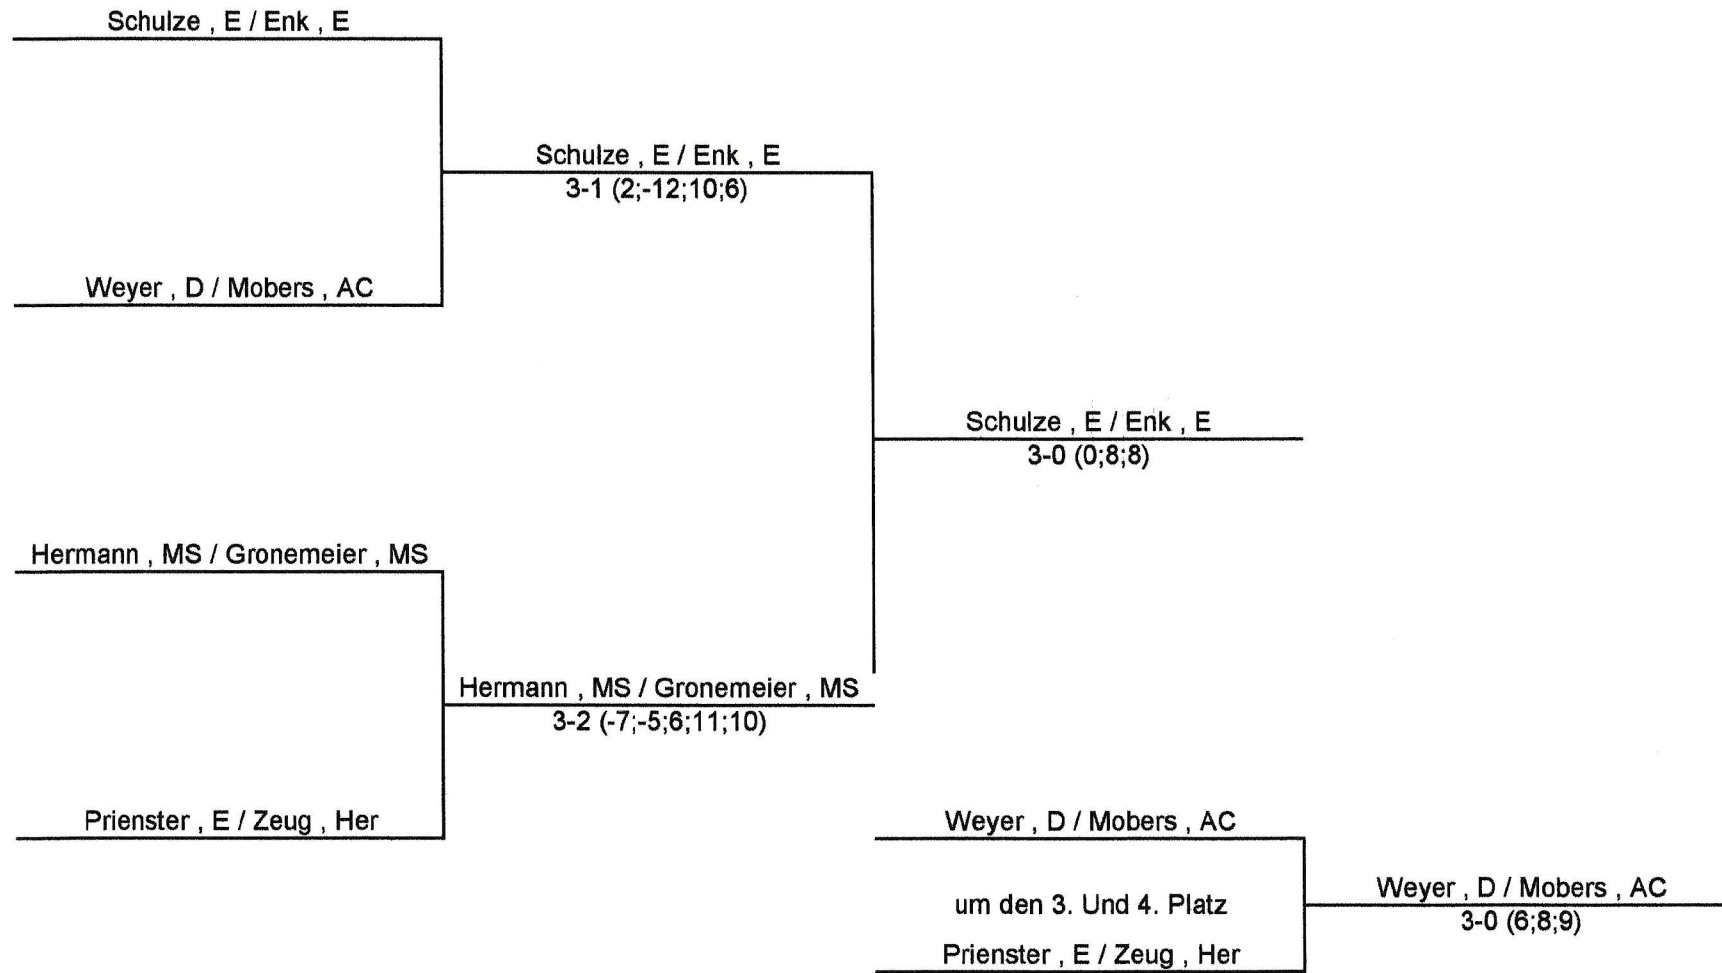 Schulze , E / Enk , E
Schulze , E / Enk , E
3-1 (2;-12;10;6)
Weyer , D / Mobers , AC
Schulze , E / Enk , E
3-0 (0;8;8)
Hermann , MS / Gronemeier , MS
Hermann , MS / Gronemeier , MS
3-2 (-7;-5;6;11;10)
Prienster , E / Zeug , Her
Weyer , D / Mobers , AC
um den 3. Und 4. Platz
Weyer , D / Mobers , AC
3-0 (6;8;9)
Prienster , E / Zeug , Her